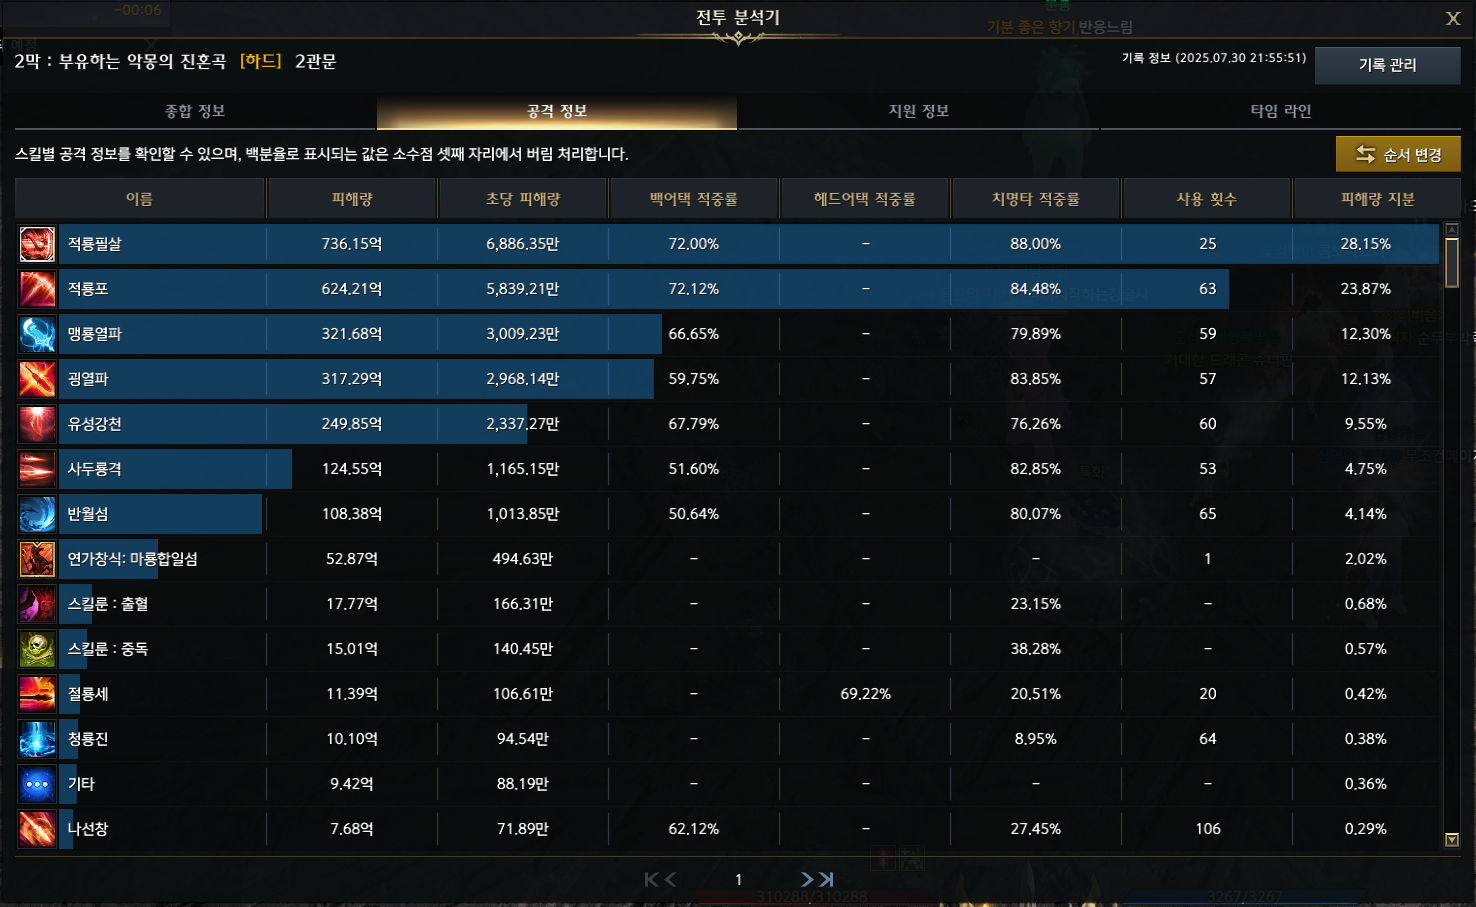 -00:06
전투 분석기
X
기분 좋은 향기 반응느림
2막 : 부유하는 악몽의 진혼곡 [하드] 2관문
기록 정보 (2025.07.30 21:55:51)
기록 관리
종합 정보 공격 정보 지원 정보 타임 라인
스킬별 공격 정보를 확인할 수 있으며, 백분율로 표시되는 값은 소수점 셋째 자리에서 버림 처리합니다.
순서 변경
이름 피해량 초당 피해량 백어택 적중률 헤드어택 적중률 치명타 적중률 사용 횟수 피해량 지분
적룡필살 736.15억 6,886.35만 72.00% - 88.00% 25 28.15%
적룡포 624.21억 5,839.21만 72.12% - 84.48% 63 23.87%
맹룡열파 321.68억 3,009.23만 66.65% - 79.89% 59 12.30%
굉열파 317.29억 2,968.14만 59.75% - 83.85% 57 12.13%
유성강천 249.85억 2,337.27만 67.79% - 76.26% 60 9.55%
사두룡격 124.55억 1,165.15만 51.60% - 82.85% 53 4.75%
반월섬 108.38억 1,013.85만 50.64% - 80.07% 65 4.14%
연가창식: 마룡합일섬 52.87억 494.63만 - - - 1 2.02%
스킬룬 : 출혈 17.77억 166.31만 - - 23.15% - 0.68%
스킬룬 : 중독 15.01억 140.45만 - - 38.28% - 0.57%
절룡세 11.39억 106.61만 - 69.22% 20.51% 20 0.42%
청룡진 10.10억 94.54만 - - 8.95% 64 0.38%
기타 9.42억 88.19만 - - - - 0.36%
나선창 7.68억 71.89만 62.12% - 27.45% 106 0.29%
1
310288/310288
3267/3267